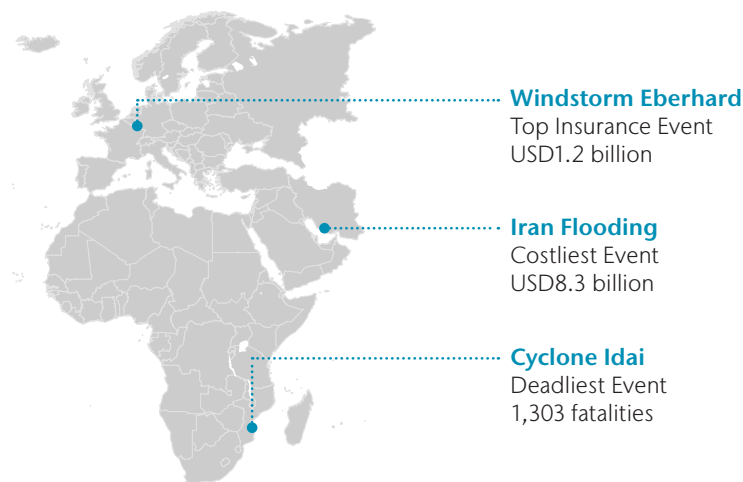 Windstorm Eberhard
Top Insurance Event
USD1.2 billion
Iran Flooding
Costliest Event
USD8.3 billion
Cyclone Idai
Deadliest Event
1,303 fatalities